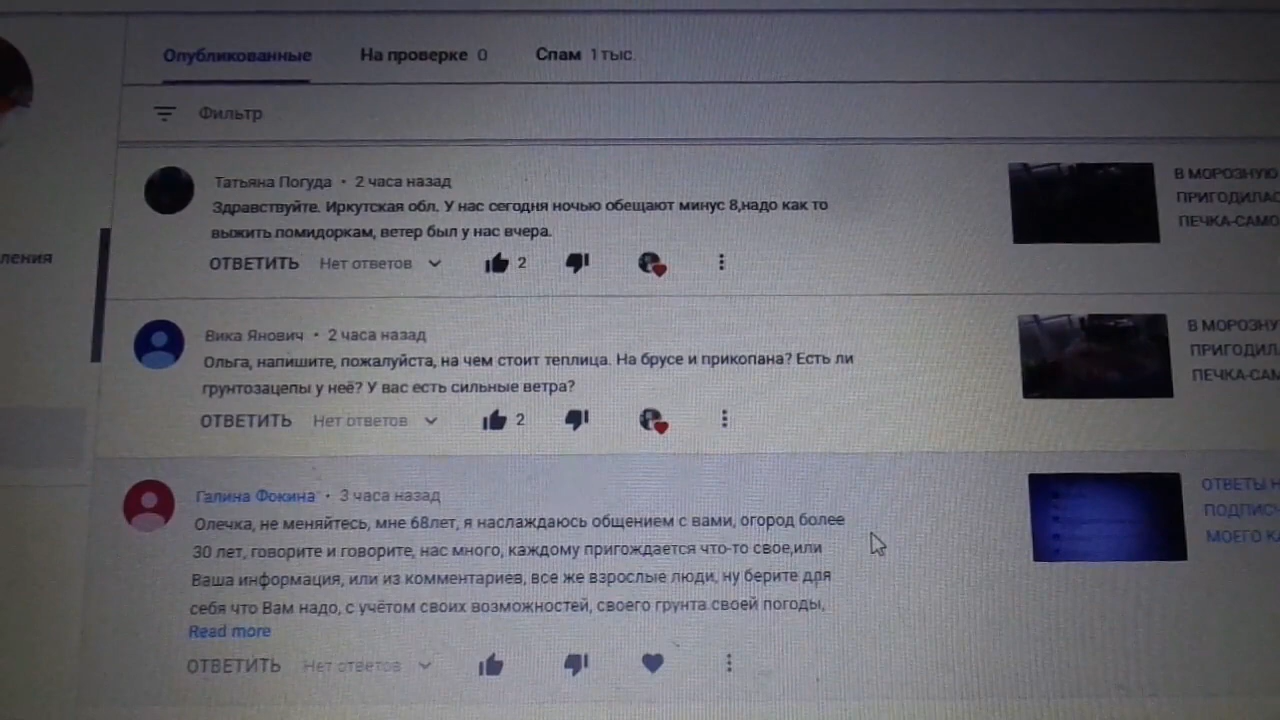 Опубликованные На проверке 0 Спам 1 тыс.
Фильтр
Татьяна Погуда • 2 часа назад
Здравствуйте. Иркутская обл. У нас сегодня ночью обещают минус 8,надо как то
выжить помидоркам, ветер был у нас вчера.
ОТВЕТИТЬ Нет ответов 2
В МОРОЗНУЮ
ПРИГОДИЛАС
ПЕЧКА-САМО
ления
Вика Янович • 2 часа назад
Ольга, напишите, пожалуйста, на чем стоит теплица. На брусе и прикопана? Есть ли
грунтозацепы у неё? У вас есть сильные ветра?
ОТВЕТИТЬ Нет ответов 2
В МОРОЗНУ
ПРИГОДИЛ
ПЕЧКА-САМ
Галина Фокина • 3 часа назад
Олечка, не меняйтесь, мне 68лет, я наслаждаюсь общением с вами, огород более
30 лет, говорите и говорите, нас много, каждому пригождается что-то свое,или
Ваша информация, или из комментариев, все же взрослые люди, ну берите для
себя что Вам надо, с учётом своих возможностей, своего грунта.своей погоды,
Read more
ОТВЕТИТЬ Нет ответов
ОТВЕТЫ Н
ПОДПИСЧ
МОЕГО КА